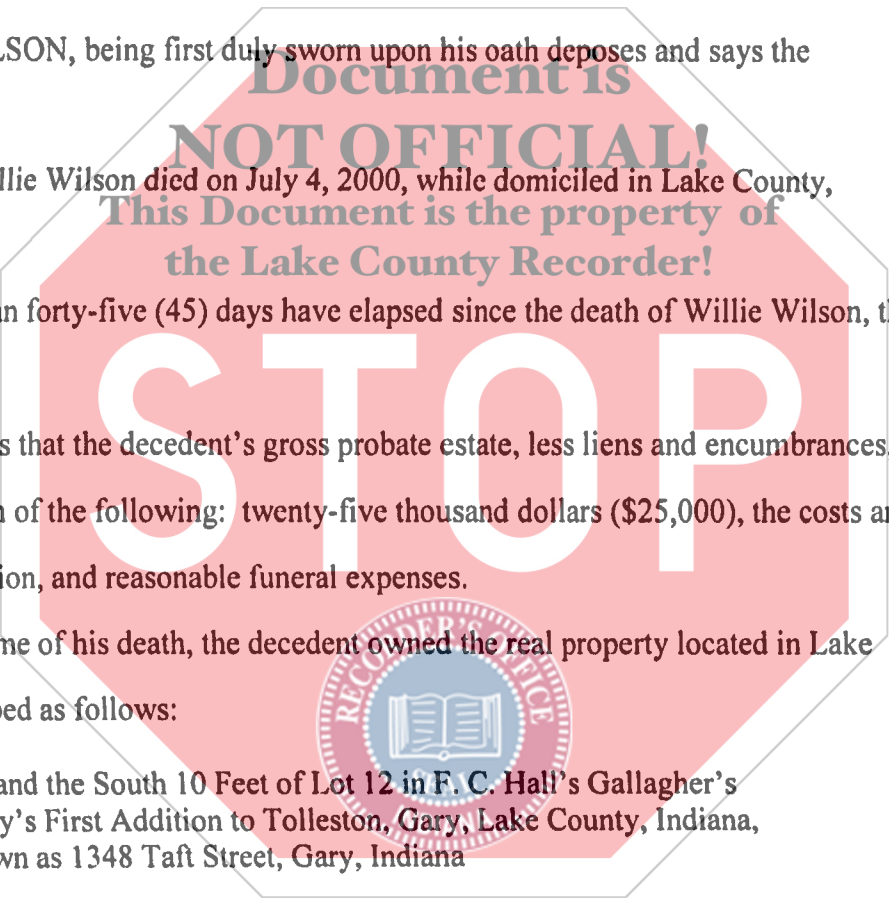 LSON, being first duly sworn upon his oath deposes and says the
Document is
NOT OFFICIAL!
llie Wilson died on July 4, 2000, while domiciled in Lake County,
This Document is the property of
the Lake County Recorder!
n forty-five (45) days have elapsed since the death of Willie Wilson, t
STOP
s that the decedent's gross probate estate, less liens and encumbrances,
of the following: twenty-five thousand dollars ($25,000), the costs a
ion, and reasonable funeral expenses.
me of his death, the decedent owned the real property located in Lake
RECORDER'S OFFICE
bed as follows:
and the South 10 Feet of Lot 12 in F. C. Hall's Gallagher's
SEAL
y's First Addition to Tolleston, Gary, Lake County, Indiana,
wn as 1348 Taft Street, Gary, Indiana